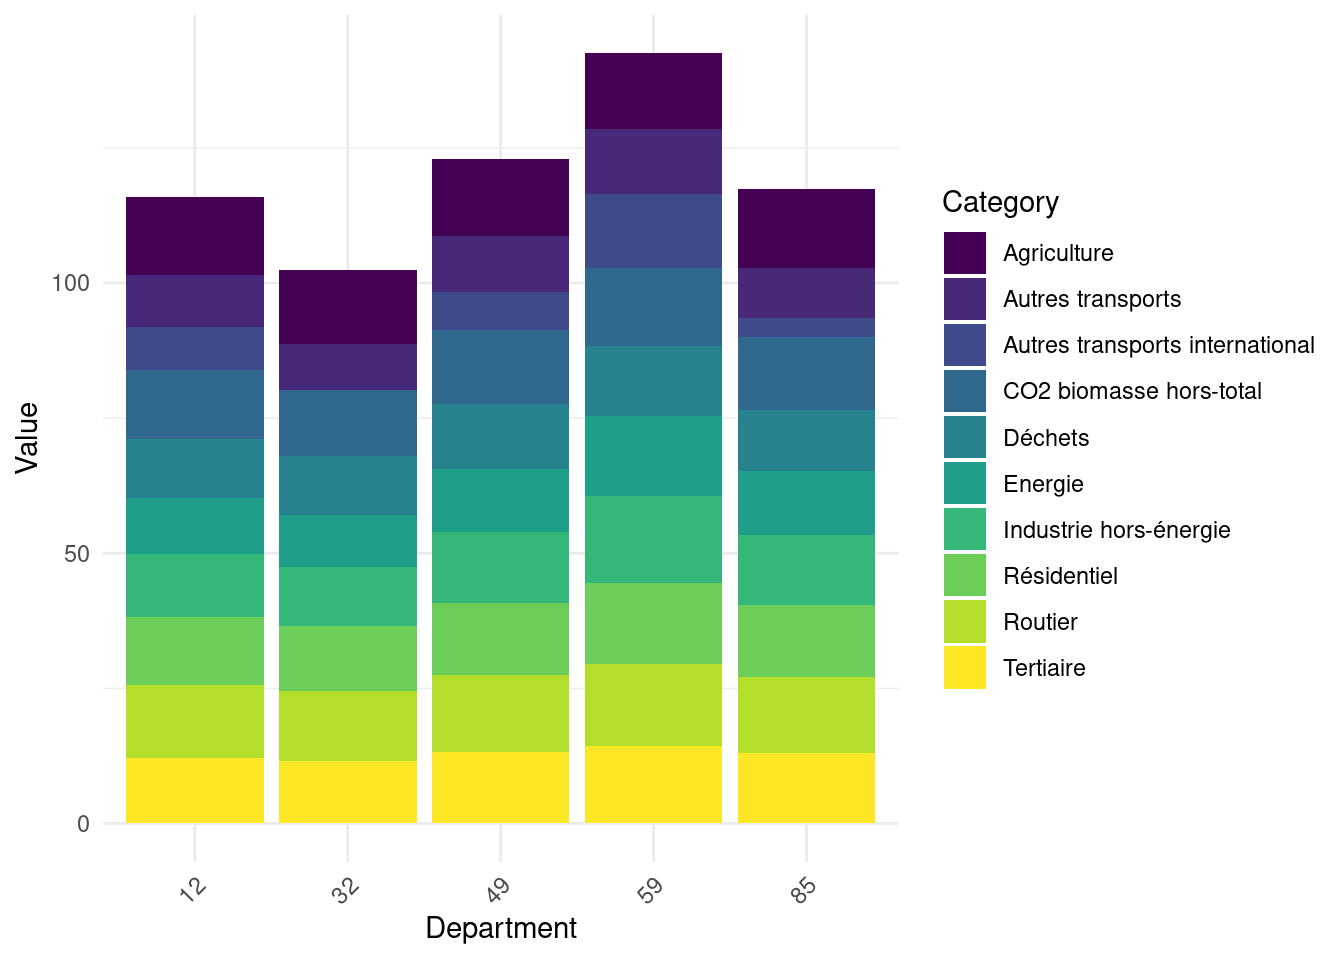 Value
100
50
0
12
32
49
59
85
Department
Category
Agriculture
Autres transports
Autres transports international
CO2 biomasse hors-total
Déchets
Energie
Industrie hors-énergie
Résidentiel
Routier
Tertiaire